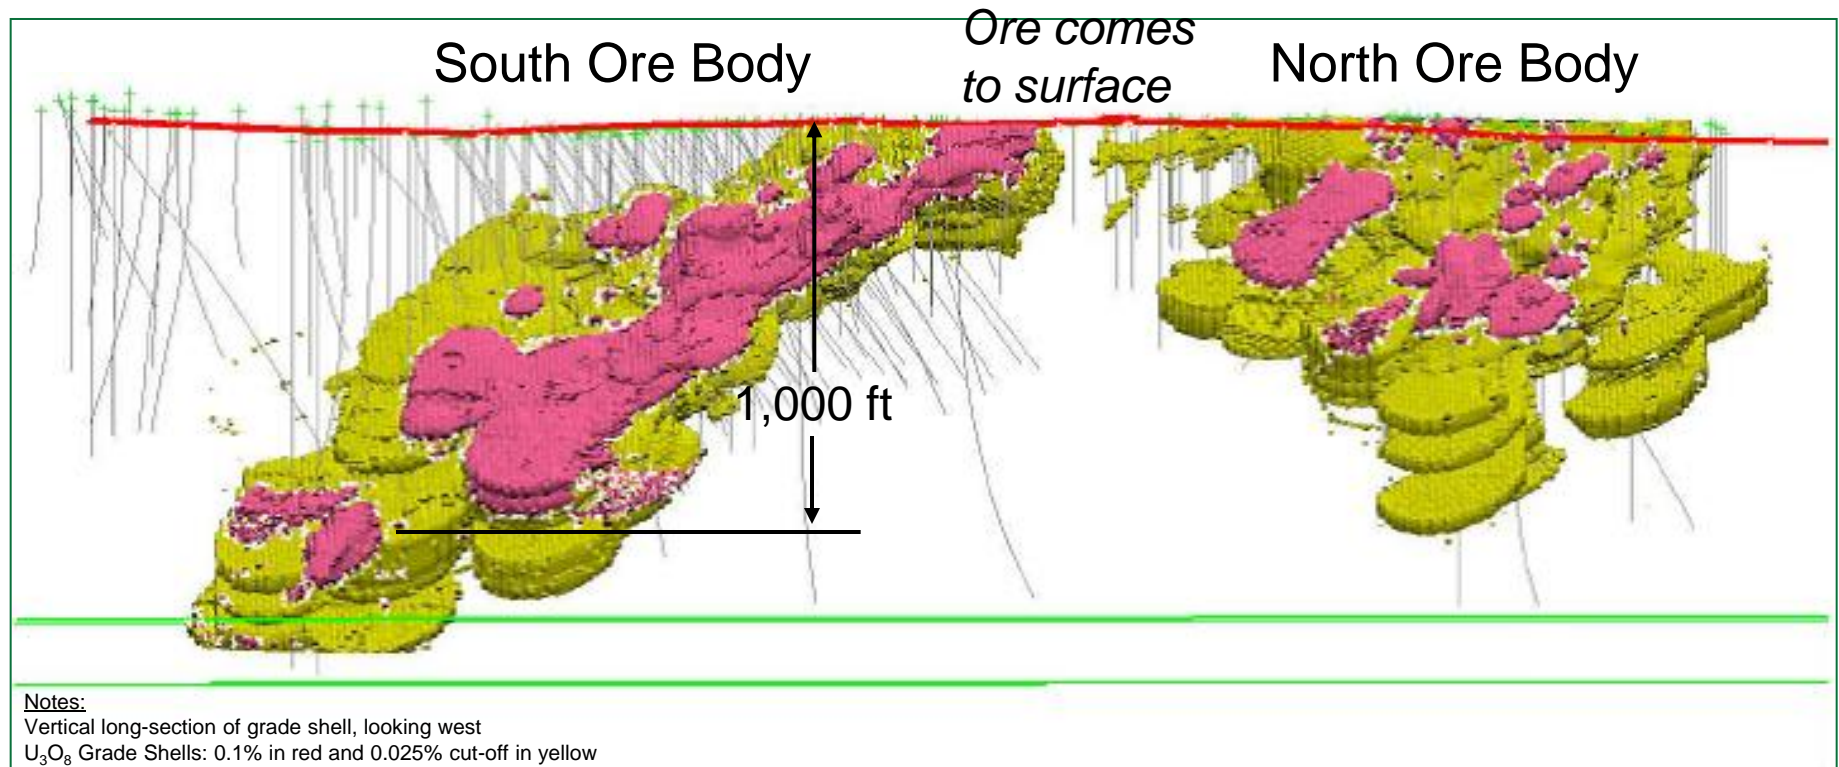 South Ore Body
Ore comes
to surface
North Ore Body
1,000 ft
Notes:
Vertical long-section of grade shell, looking west
U₃O₈ Grade Shells: 0.1% in red and 0.025% cut-off in yellow